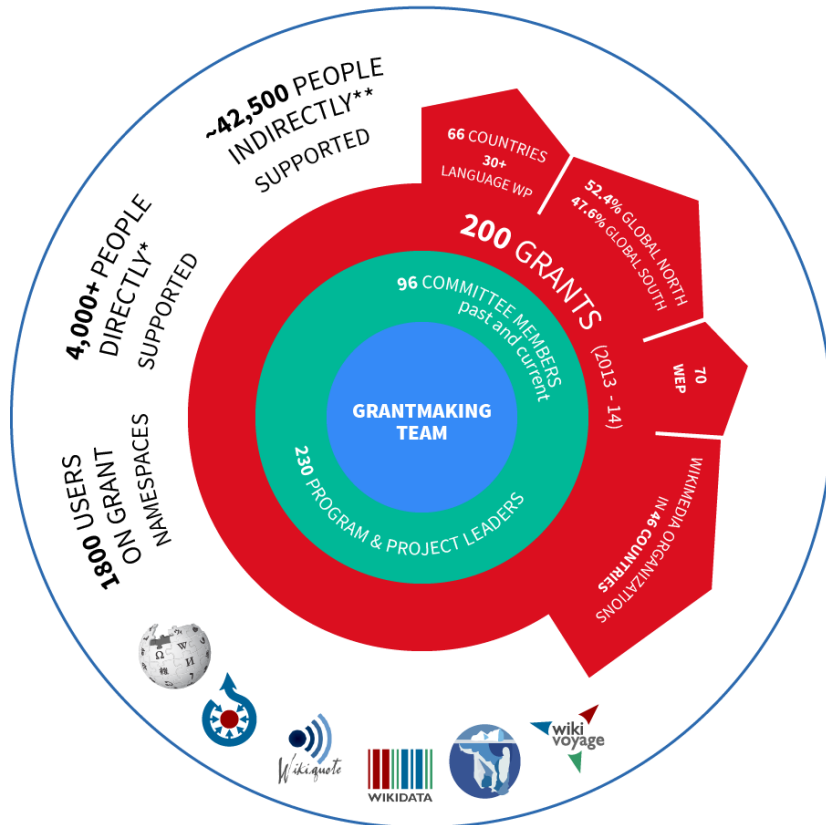 ~42,500 PEOPLE
INDIRECTLY**
SUPPORTED
4,000+ PEOPLE
DIRECTLY*
SUPPORTED
1800 USERS
ON GRANT
NAMESPACES
66 COUNTRIES
30+
LANGUAGE WP
52.4% GLOBAL NORTH
47.6% GLOBAL SOUTH
70
WEP
WIKIMEDIA ORGANIZATIONS
IN 46 COUNTRIES
200 GRANTS
(2013 - 14)
96 COMMITTEE MEMBERS
past and current
230 PROGRAM & PROJECT LEADERS
GRANTMAKING
TEAM
Ω W И
Wikiquote
WIKIDATA
wiki
voyage